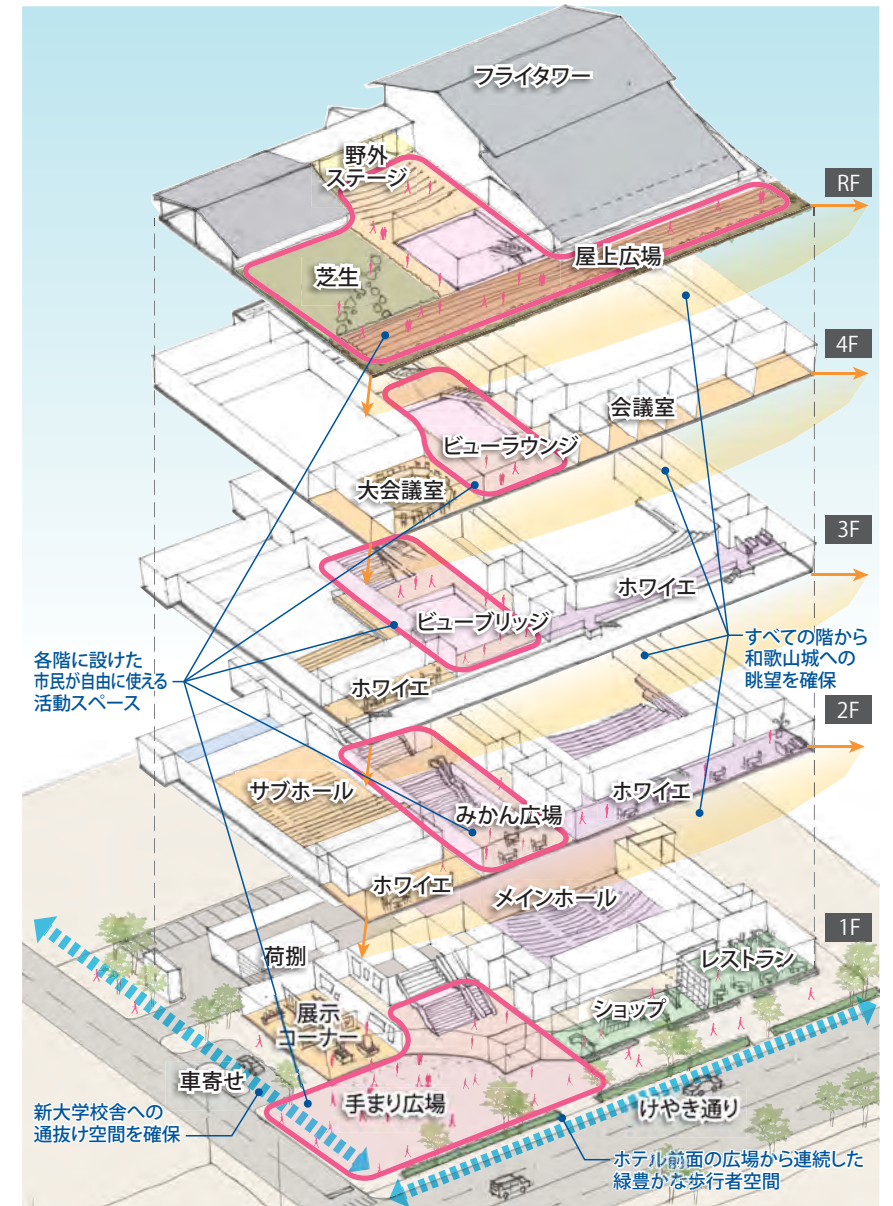 フライタワー
野外
ステージ
RF
屋上広場
芝生
4F
会議室
ビューラウンジ
大会議室
3F
ホワイエ
ビューブリッジ
すべての階から
和歌山城への
眺望を確保
各階に設けた
市民が自由に使える
活動スペース
ホワイエ
2F
サブホール
ホワイエ
みかん広場
ホワイエ
メインホール
1F
荷捌
レストラン
展示
コーナー
ショップ
車寄せ
手まり広場
けやき通り
新大学校舎への
通抜け空間を確保
ホテル前面の広場から連続した
緑豊かな歩行者空間